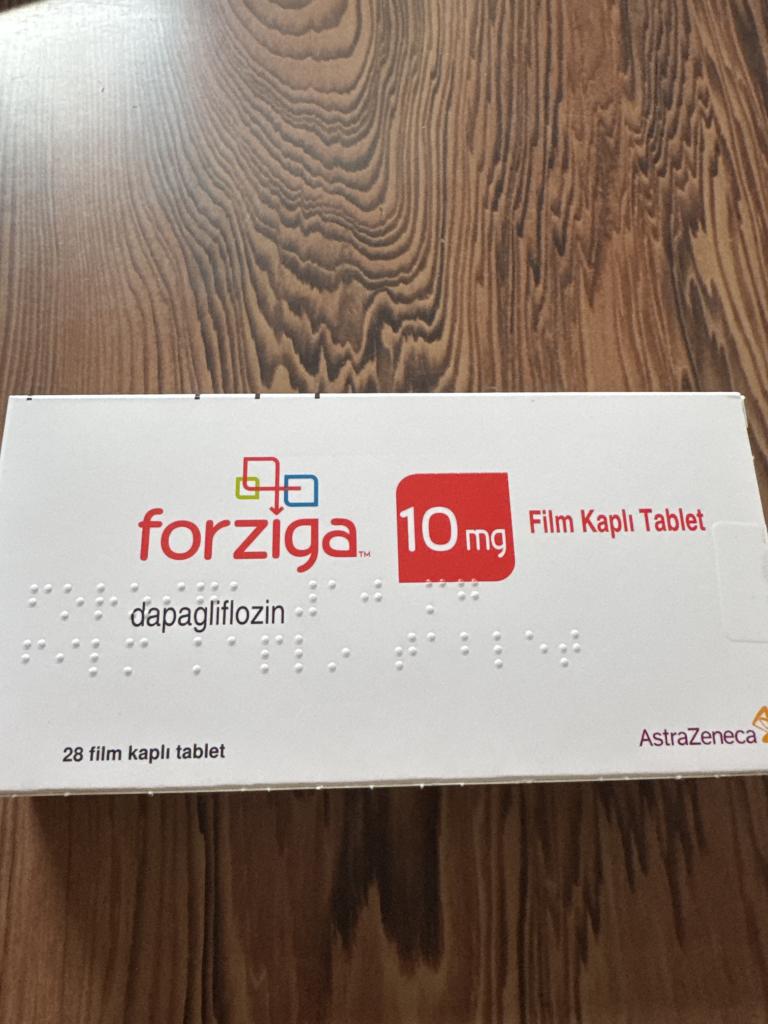 forziga™ 10 mg Film Kaplı Tablet
dapagliflozin
28 film kaplı tablet
AstraZeneca